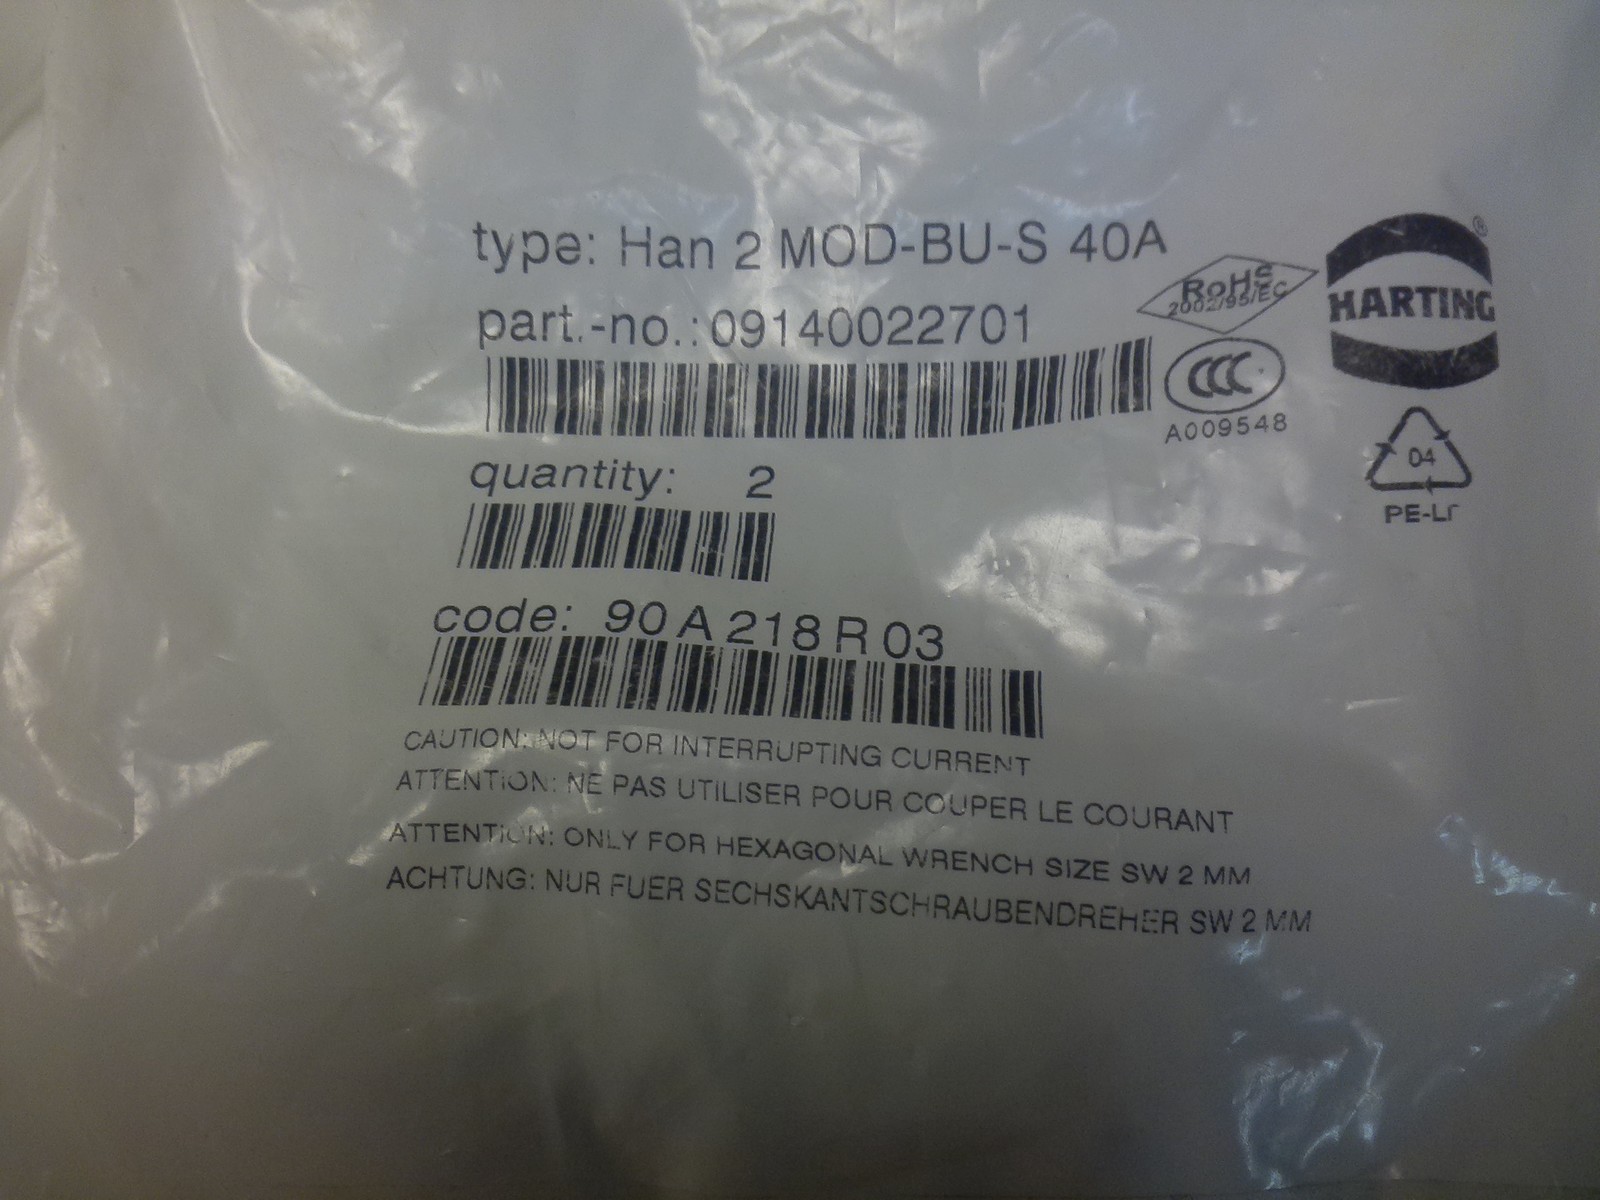 type: Han 2 MOD-BU-S 40A
part.-no.: 09140022701
RoHS
2002/95/EC
HARTING
®
CCC
A009548
04
quantity: 2
code: 90 A 218 R 03
CAUTION: NOT FOR INTERRUPTING CURRENT
ATTENTION: NE PAS UTILISER POUR COUPER LE COURANT
ATTENTION: ONLY FOR HEXAGONAL WRENCH SIZE SW 2 MM
ACHTUNG: NUR FUER SECHSKANTSCHRAUBENDREHER SW 2 MM